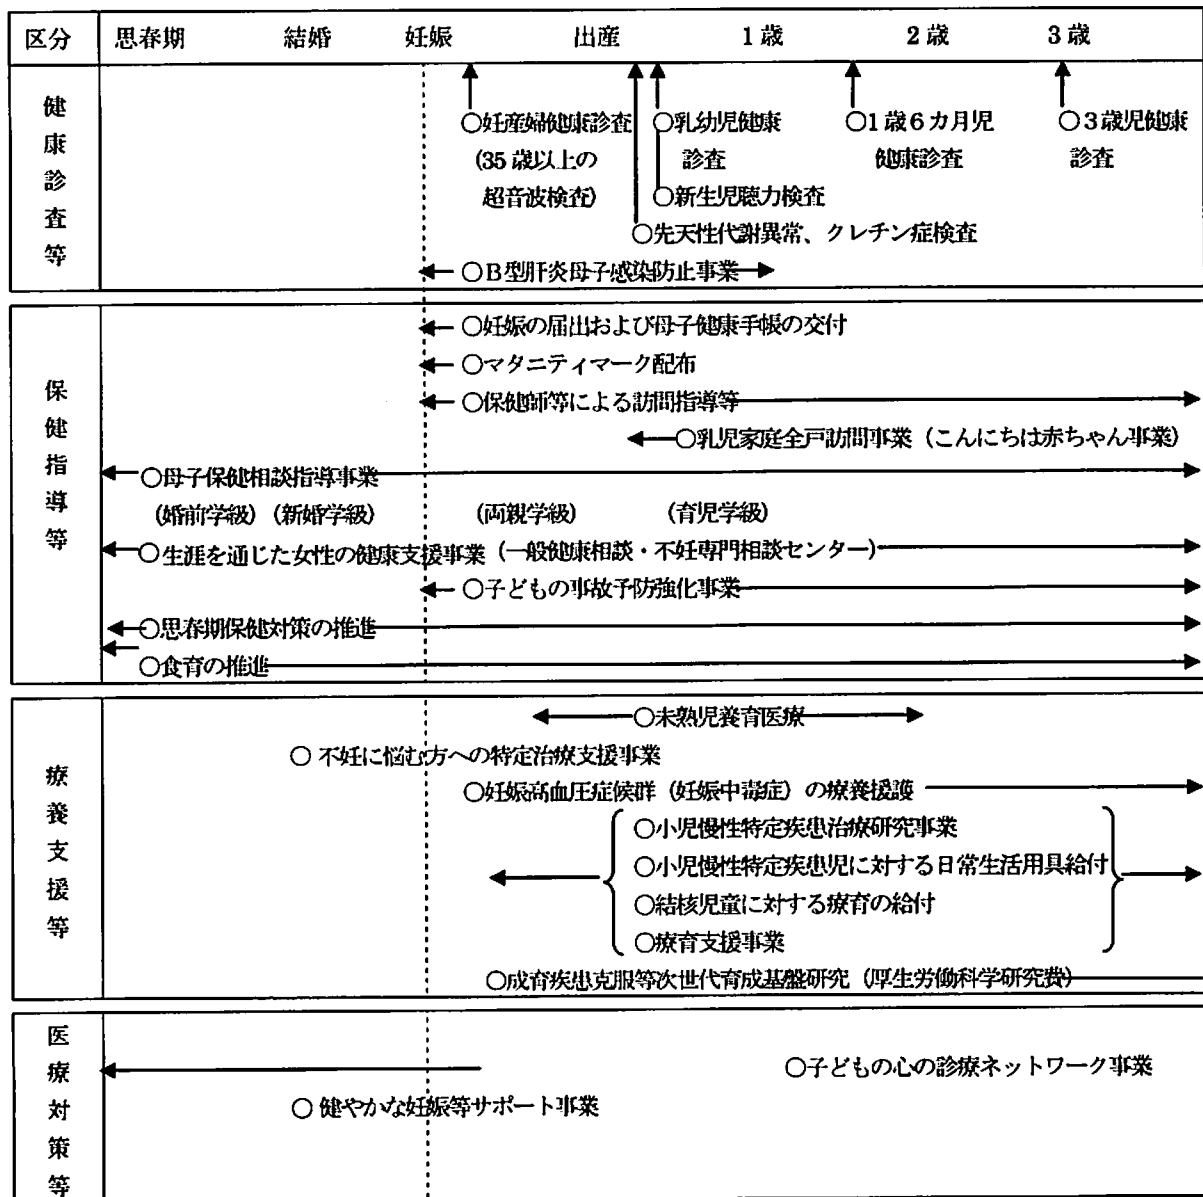 区分 思春期 結婚 妊娠 出産 1歳 2歳 3歳
健康診査等
○妊産婦健康診査
(35歳以上の
超音波検査)
○乳幼児健康
診査
○1歳6カ月児
健康診査
○3歳児健康
診査
○新生児聴力検査
○先天性代謝異常、クレチン症検査
○B型肝炎母子感染防止事業
保健指導等
○妊娠の届出および母子健康手帳の交付
○マタニティマーク配布
○保健師等による訪問指導等
○乳児家庭全戸訪問事業(こんにちは赤ちゃん事業)
○母子保健相談指導事業
(婚前学級)(新婚学級) (両親学級) (育児学級)
○生涯を通じた女性の健康支援事業(一般健康相談・不妊専門相談センター)
○子どもの事故予防強化事業
○思春期保健対策の推進
○食育の推進
療養支援等
○未熟児養育医療
○ 不妊に悩む方への特定治療支援事業
○妊娠高血圧症候群(妊娠中毒症)の療養援護
○小児慢性特定疾患治療研究事業
○小児慢性特定疾患児に対する日常生活用具給付
○結核児童に対する療育の給付
○療育支援事業
○成育疾患克服等次世代育成基盤研究(厚生労働科学研究費)
医療対策等
○子どもの心の診療ネットワーク事業
○ 健やかな妊娠等サポート事業